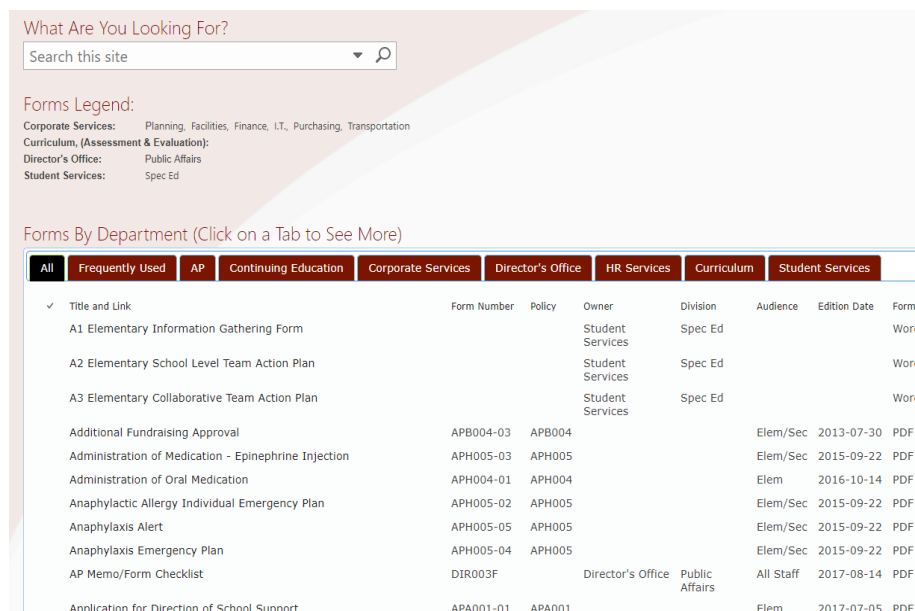 What Are You Looking For?
Search this site
Forms Legend:
Corporate Services: Planning, Facilities, Finance, I.T., Purchasing, Transportation
Curriculum, (Assessment & Evaluation):
Director's Office: Public Affairs
Student Services: Spec Ed
Forms By Department (Click on a Tab to See More)
All Frequently Used AP Continuing Education Corporate Services Director's Office HR Services Curriculum Student Services
Title and Link Form Number Policy Owner Division Audience Edition Date Form
A1 Elementary Information Gathering Form Student Services Spec Ed
A2 Elementary School Level Team Action Plan Student Services Spec Ed
A3 Elementary Collaborative Team Action Plan Student Services Spec Ed
Additional Fundraising Approval APB004-03 APB004 Elem/Sec 2013-07-30 PDF
Administration of Medication - Epinephrine Injection APH005-03 APH005 Elem/Sec 2015-09-22 PDF
Administration of Oral Medication APH004-01 APH004 Elem 2016-10-14 PDF
Anaphylactic Allergy Individual Emergency Plan APH005-02 APH005 Elem/Sec 2015-09-22 PDF
Anaphylaxis Alert APH005-05 APH005 Elem/Sec 2015-09-22 PDF
Anaphylaxis Emergency Plan APH005-04 APH005 Elem/Sec 2015-09-22 PDF
AP Memo/Form Checklist DIR003F Director's Office Public Affairs All Staff 2017-08-14 PDF
Application for Direction of School Support APA001-01 APA001 Elem 2017-07-05 PDF